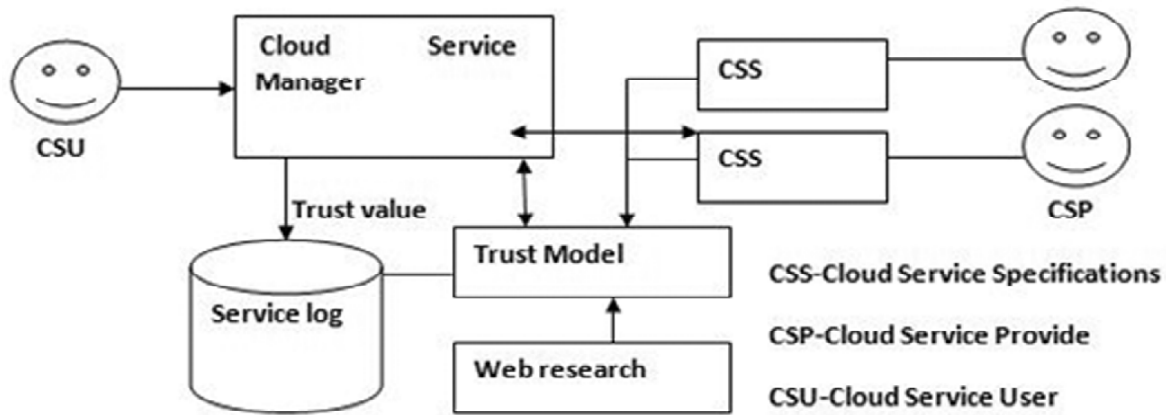 Cloud Service
Manager
CSU
CSS
CSS
CSP
Trust value
Trust Model
Service log
Web research
CSS-Cloud Service Specifications
CSP-Cloud Service Provide
CSU-Cloud Service User